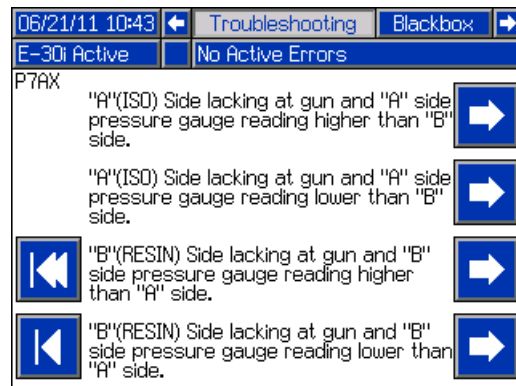 06/21/11 10:43 Troubleshooting Blackbox
E-30i Active No Active Errors
P7AX
"A"(ISO) Side lacking at gun and "A" side
pressure gauge reading higher than "B"
side.
"A"(ISO) Side lacking at gun and "A" side
pressure gauge reading lower than "B"
side.
"B"(RESIN) Side lacking at gun and "B"
side pressure gauge reading higher
than "A" side.
"B"(RESIN) Side lacking at gun and "B"
side pressure gauge reading lower than
"A" side.